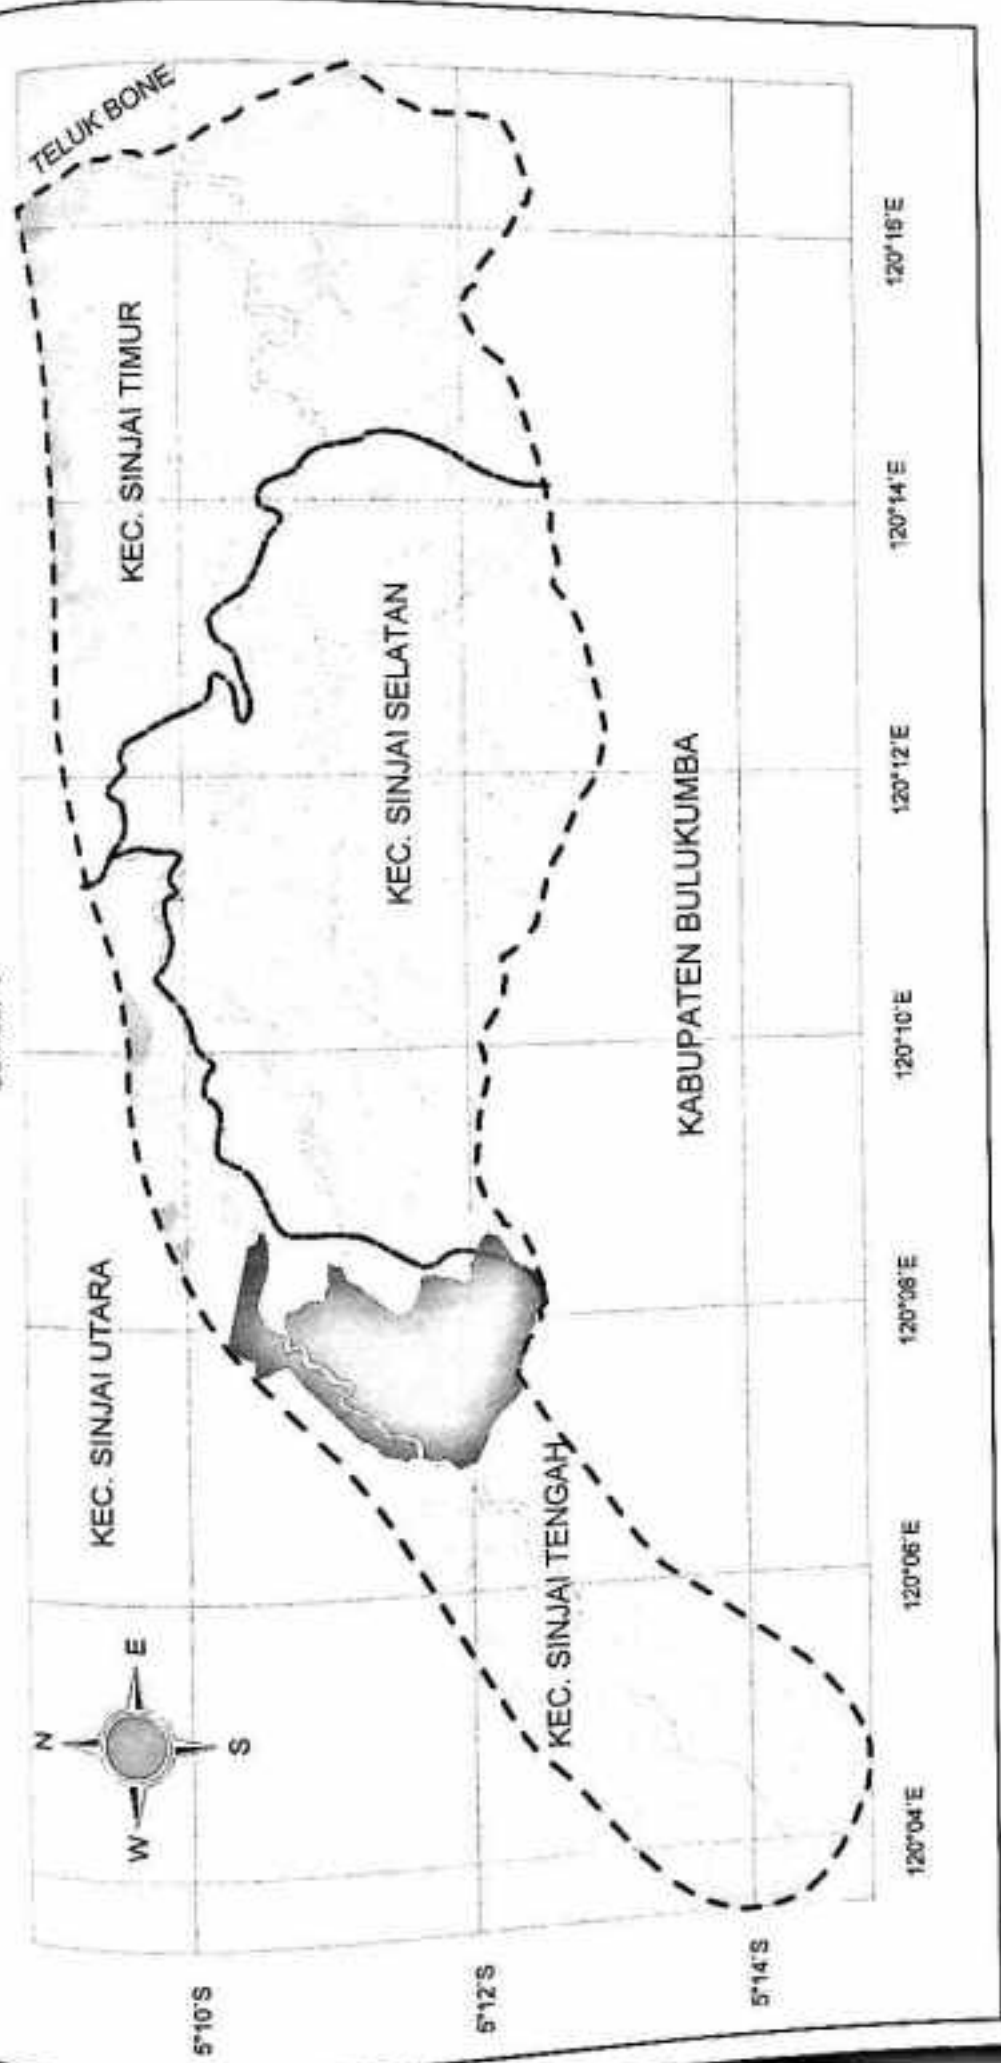 TELUK BONE
KEC. SINJAI UTARA
KEC. SINJAI TIMUR
KEC. SINJAI SELATAN
KEC. SINJAI TENGAH
KABUPATEN BULUKUMBA
N
W
E
S
5°10'S
5°12'S
5°14'S
120°04'E
120°06'E
120°08'E
120°10'E
120°12'E
120°14'E
120°16'E